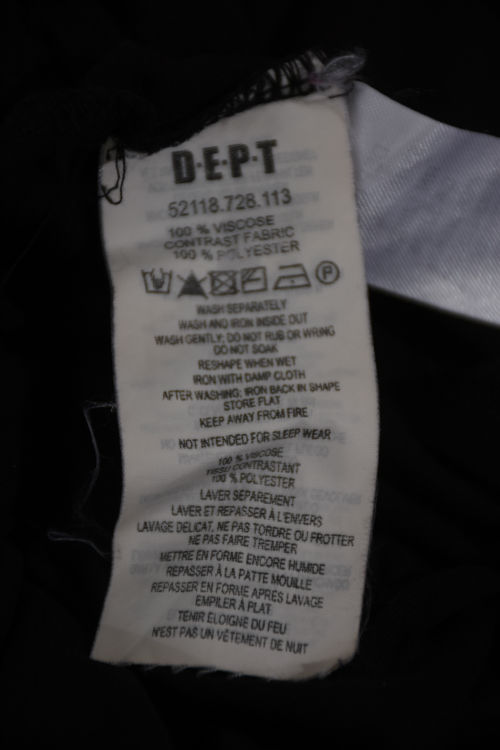 D·E·P·T
52118.728.113
100 % VISCOSE
CONTRAST FABRIC
100 % POLYESTER
WASH SEPARATELY
WASH AND IRON INSIDE OUT
WASH GENTLY; DO NOT RUB OR WRING
DO NOT SOAK
RESHAPE WHEN WET
IRON WITH DAMP CLOTH
AFTER WASHING; IRON BACK IN SHAPE
STORE FLAT
KEEP AWAY FROM FIRE
NOT INTENDED FOR SLEEP WEAR
100 % VISCOSE
TISSU CONTRASTANT
100 % POLYESTER
LAVER SEPAREMENT
LAVER ET REPASSER À L'ENVERS
LAVAGE DELICAT, NE PAS TORDRE OU FROTTER
NE PAS FAIRE TREMPER
METTRE EN FORME ENCORE HUMIDE
REPASSER À LA PATTE MOUILLE
REPASSER EN FORME APRES LAVAGE
EMPILER À PLAT
TENIR ELOIGNE DU FEU
N'EST PAS UN VÊTEMENT DE NUIT